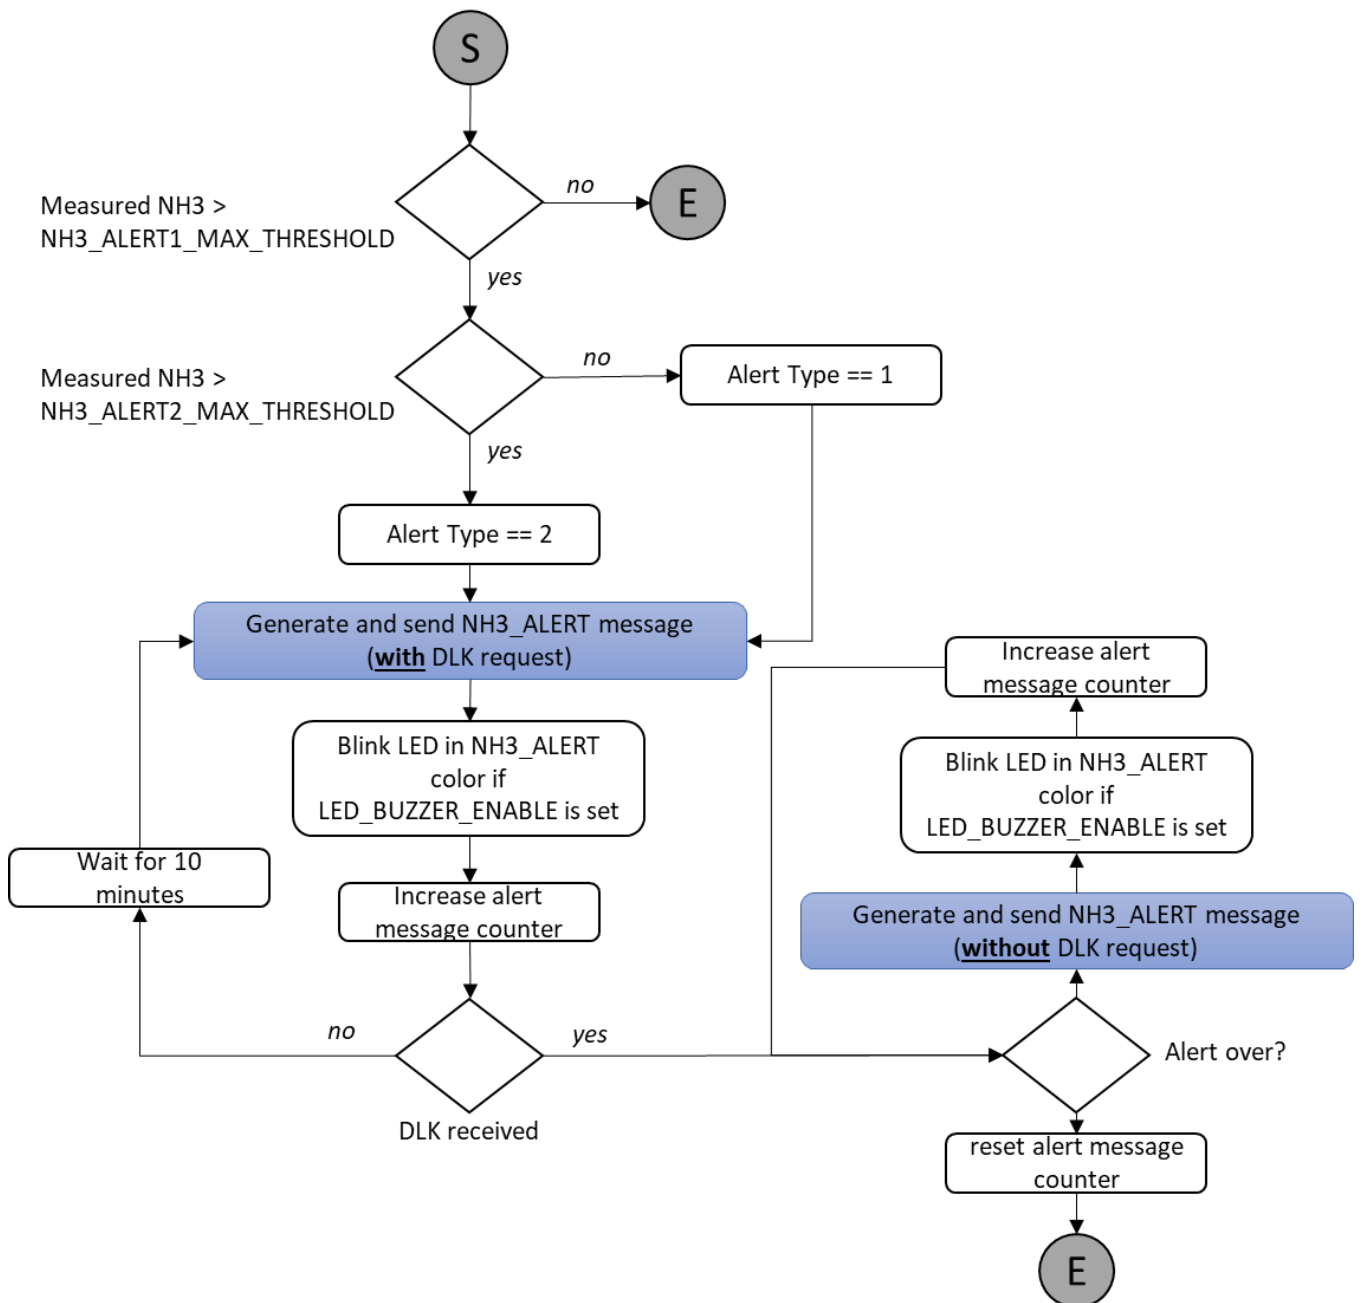 S
Measured NH3 >
NH3_ALERT1_MAX_THRESHOLD
no
E
yes
Measured NH3 >
NH3_ALERT2_MAX_THRESHOLD
no
Alert Type == 1
yes
Alert Type == 2
Generate and send NH3_ALERT message
(with DLK request)
Blink LED in NH3_ALERT
color if
LED_BUZZER_ENABLE is set
Wait for 10
minutes
Increase alert
message counter
no
yes
DLK received
Increase alert
message counter
Blink LED in NH3_ALERT
color if
LED_BUZZER_ENABLE is set
Generate and send NH3_ALERT message
(without DLK request)
Alert over?
reset alert message
counter
E